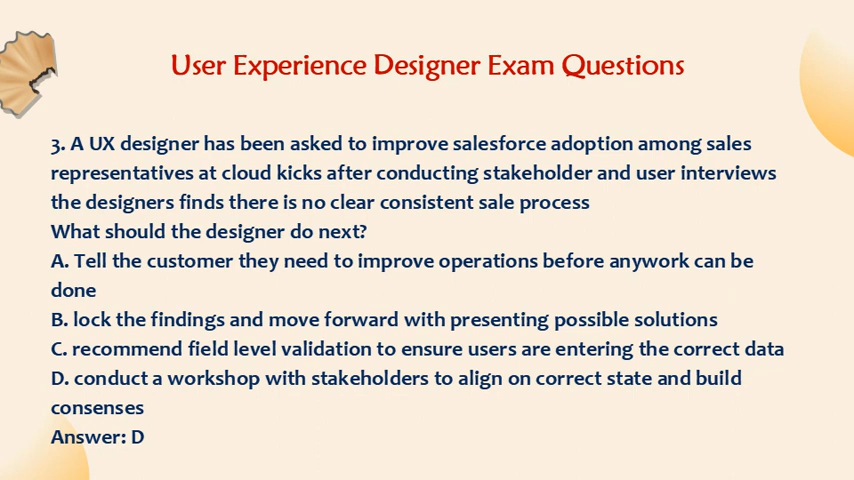 User Experience Designer Exam Questions
3. A UX designer has been asked to improve salesforce adoption among sales
representatives at cloud kicks after conducting stakeholder and user interviews
the designers finds there is no clear consistent sale process
What should the designer do next?
A. Tell the customer they need to improve operations before anywork can be
done
B. lock the findings and move forward with presenting possible solutions
C. recommend field level validation to ensure users are entering the correct data
D. conduct a workshop with stakeholders to align on correct state and build
consenses
Answer: D